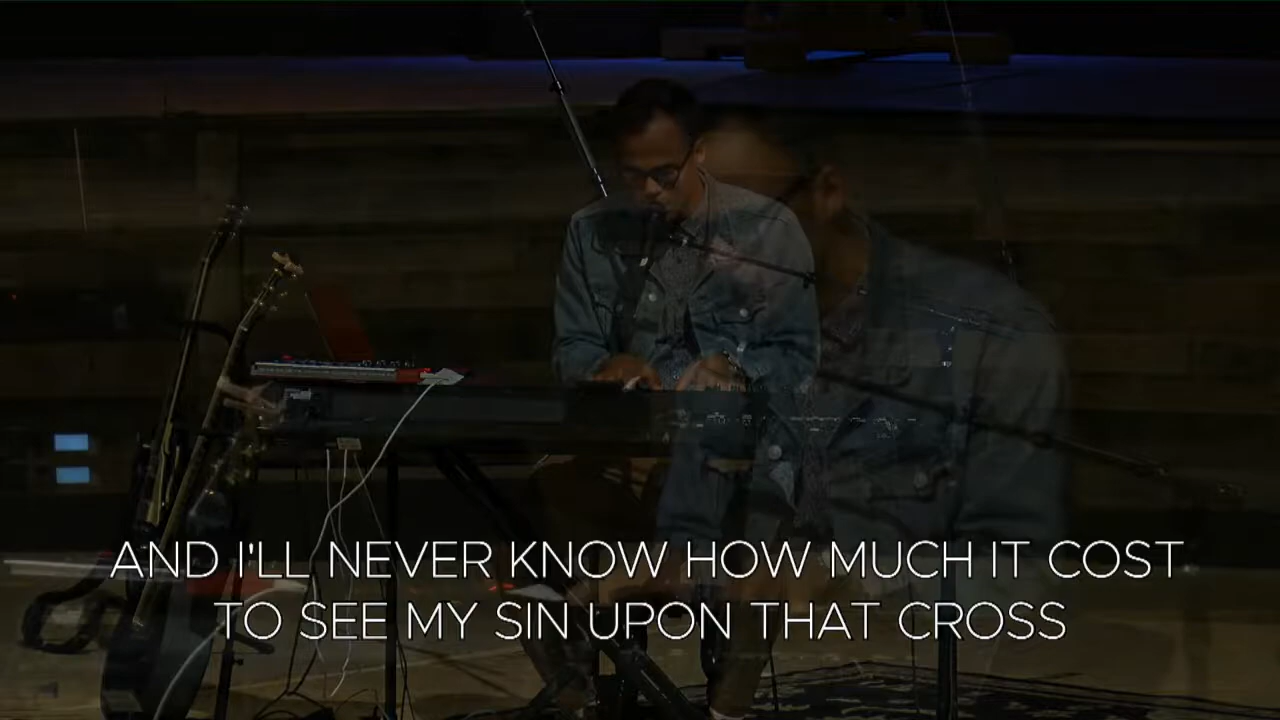 AND I'LL NEVER KNOW HOW MUCH IT COST
TO SEE MY SIN UPON THAT CROSS